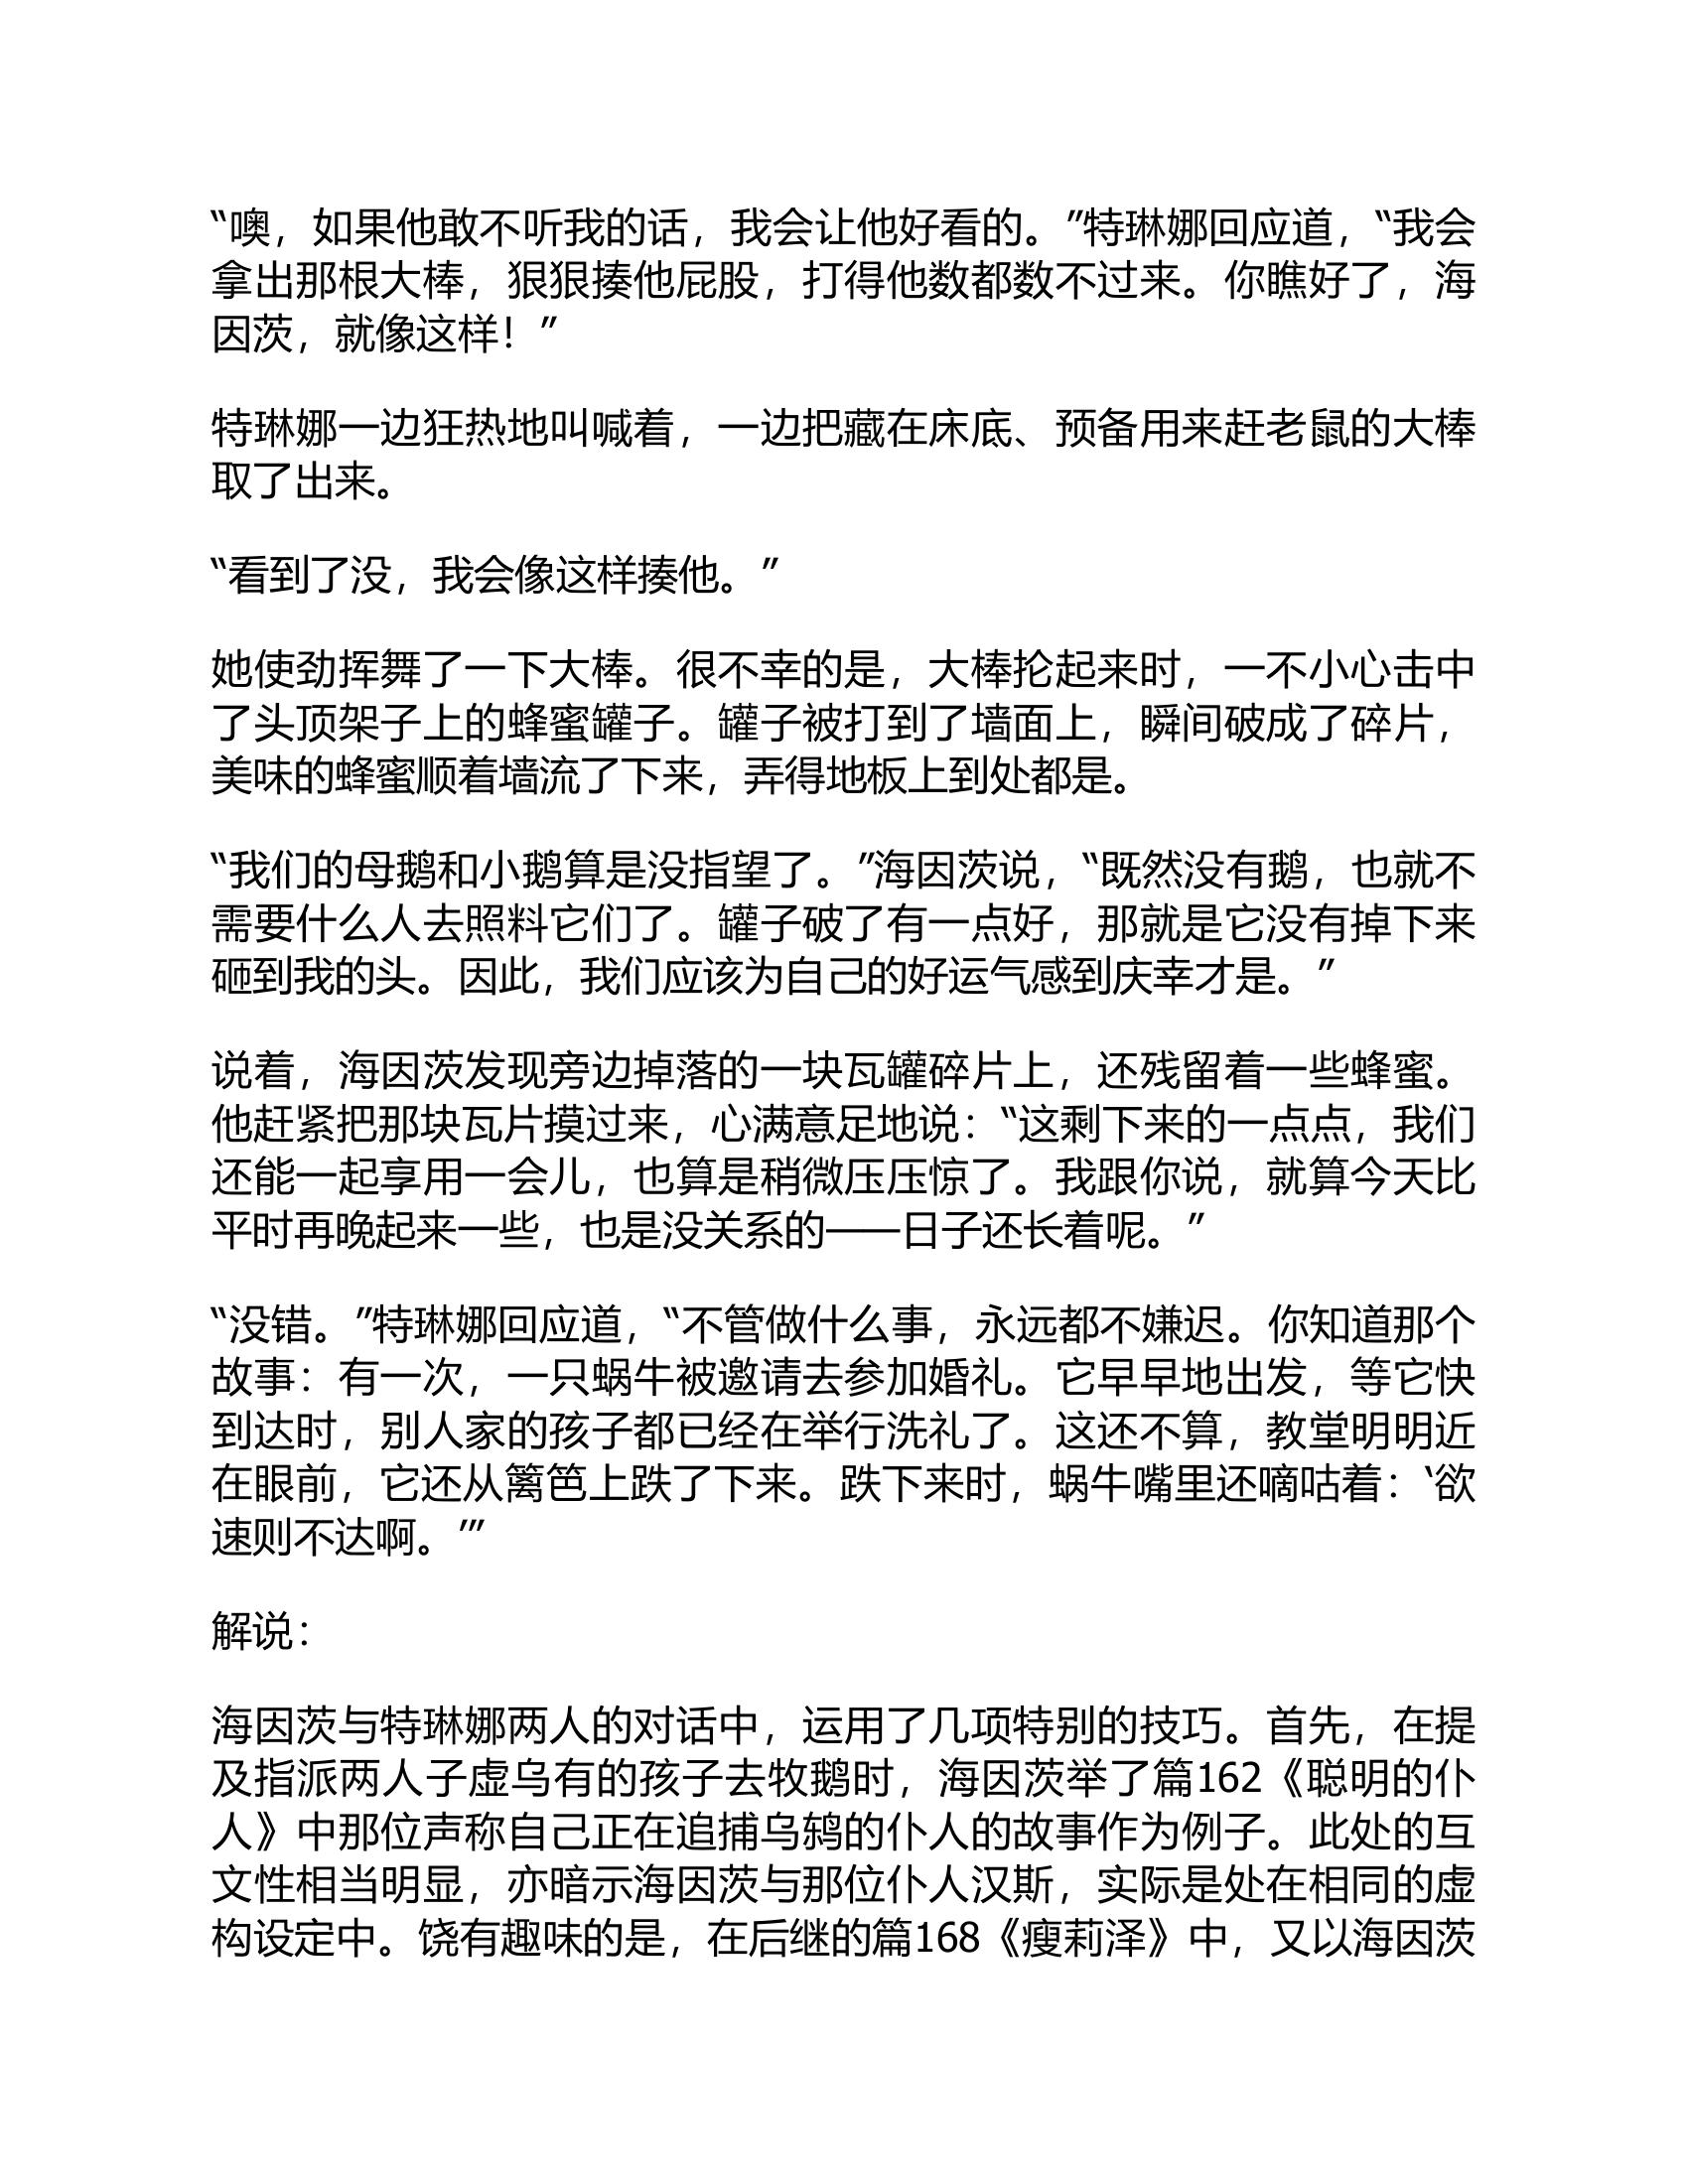 “噢，如果他敢不听我的话，我会让他好看的。”特琳娜回应道，“我会
拿出那根大棒，狠狠揍他屁股，打得他数都数不过来。你瞧好了，海
因茨，就像这样！”
特琳娜一边狂热地叫喊着，一边把藏在床底、预备用来赶老鼠的大棒
取了出来。
“看到了没，我会像这样揍他。”
她使劲挥舞了一下大棒。很不幸的是，大棒抡起来时，一不小心击中
了头顶架子上的蜂蜜罐子。罐子被打到了墙面上，瞬间破成了碎片，
美味的蜂蜜顺着墙流了下来，弄得地板上到处都是。
“我们的母鹅和小鹅算是没指望了。”海因茨说，“既然没有鹅，也就不
需要什么人去照料它们了。罐子破了有一点好，那就是它没有掉下来
砸到我的头。因此，我们应该为自己的好运气感到庆幸才是。”
说着，海因茨发现旁边掉落的一块瓦罐碎片上，还残留着一些蜂蜜。
他赶紧把那块瓦片摸过来，心满意足地说：“这剩下来的一点点，我们
还能一起享用一会儿，也算是稍微压压惊了。我跟你说，就算今天比
平时再晚起来一些，也是没关系的——日子还长着呢。”
“没错。”特琳娜回应道，“不管做什么事，永远都不嫌迟。你知道那个
故事：有一次，一只蜗牛被邀请去参加婚礼。它早早地出发，等它快
到达时，别人家的孩子都已经在举行洗礼了。这还不算，教堂明明近
在眼前，它还从篱笆上跌了下来。跌下来时，蜗牛嘴里还嘀咕着：‘欲
速则不达啊。’”
解说：
海因茨与特琳娜两人的对话中，运用了几项特别的技巧。首先，在提
及指派两人子虚乌有的孩子去牧鹅时，海因茨举了篇162《聪明的仆
人》中那位声称自己正在追捕乌鸫的仆人的故事作为例子。此处的互
文性相当明显，亦暗示海因茨与那位仆人汉斯，实际是处在相同的虚
构设定中。饶有趣味的是，在后继的篇168《瘦莉泽》中，又以海因茨